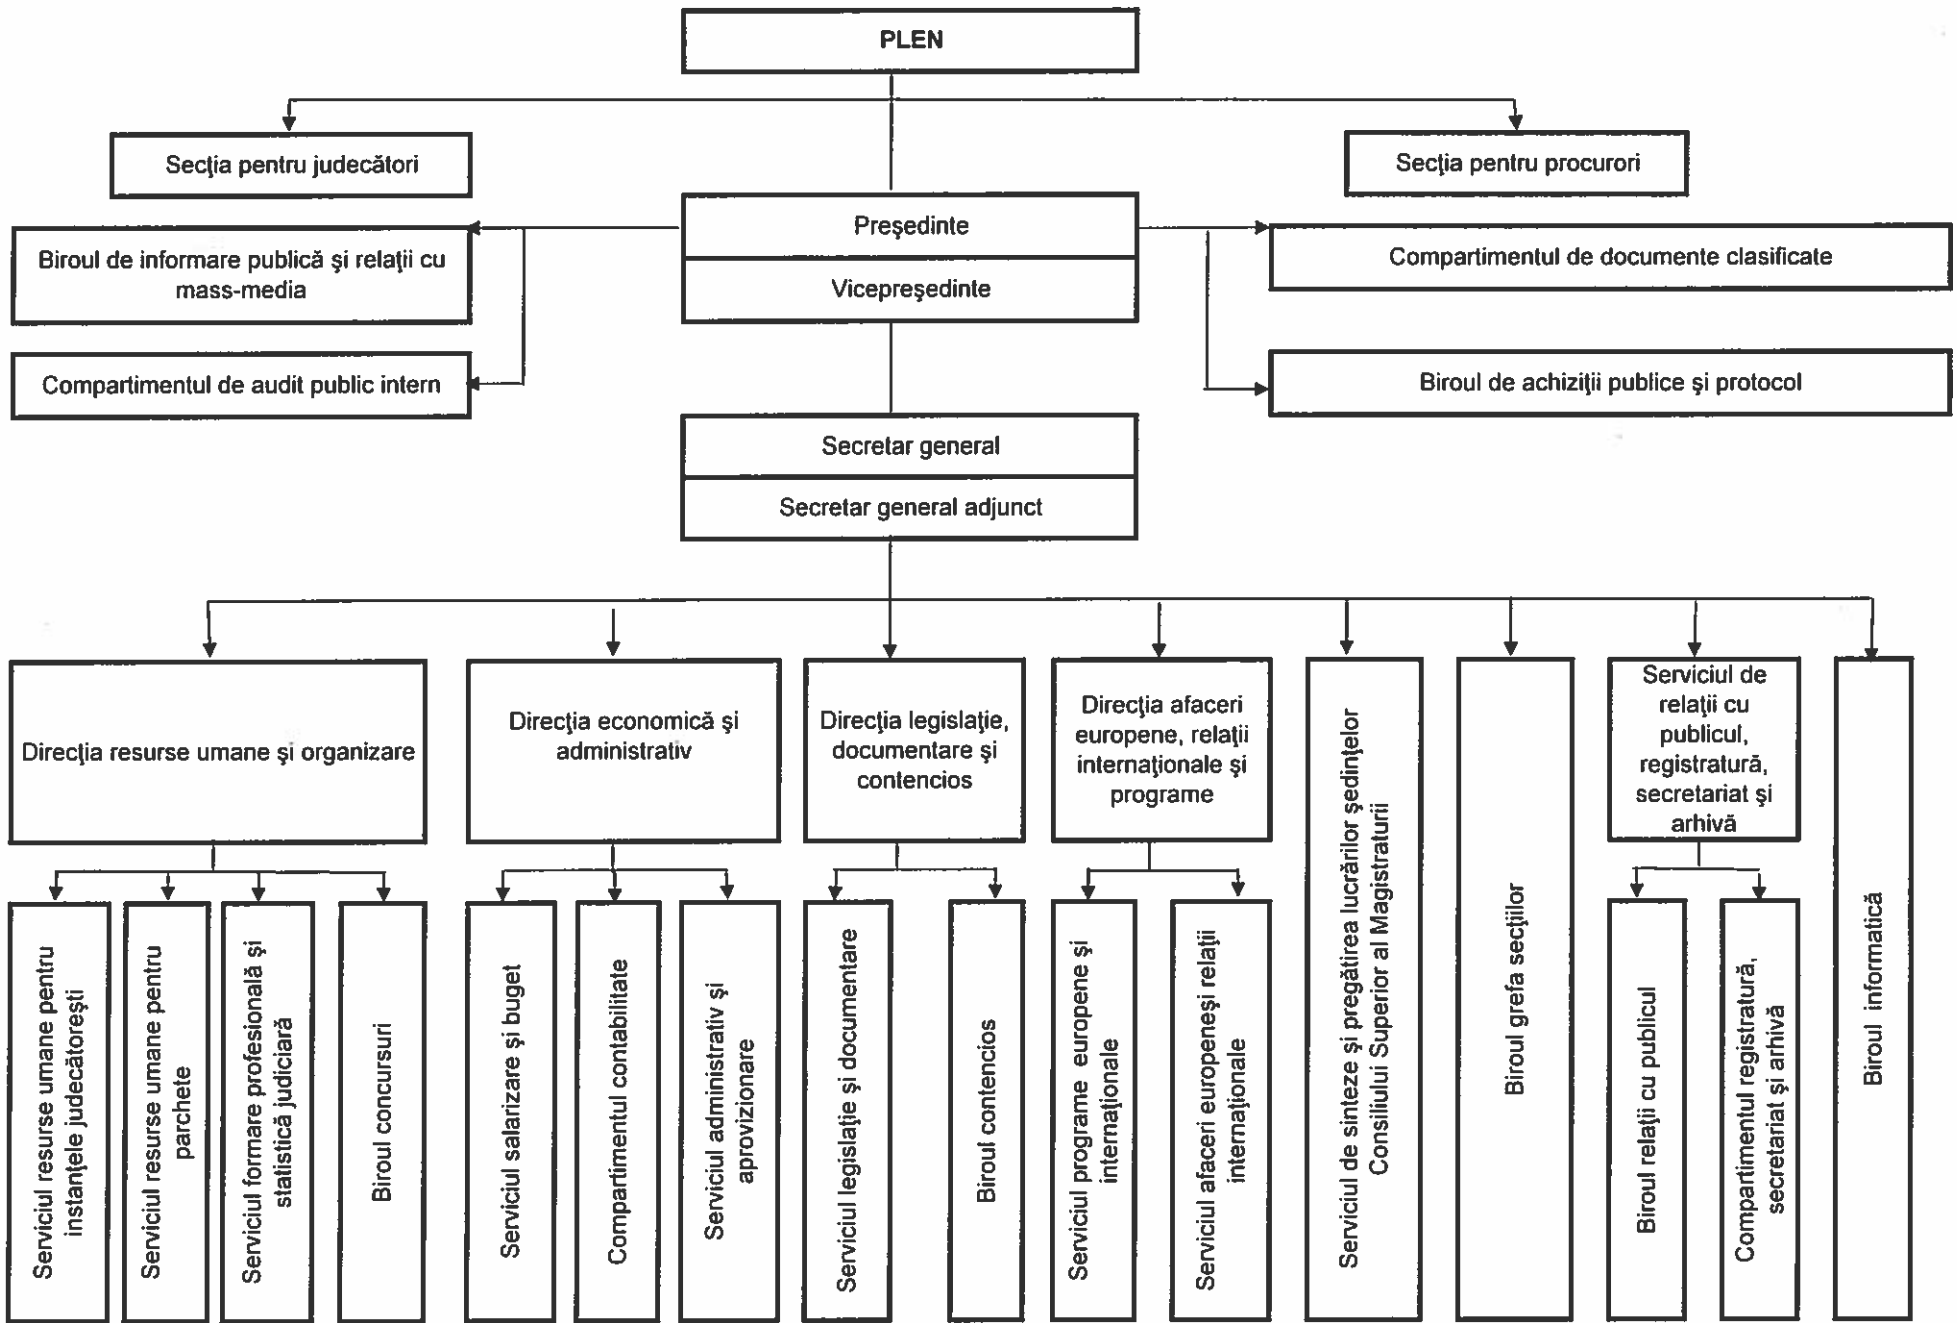 PLEN
Secţia pentru judecători
Secţia pentru procurori
Preşedinte
Vicepreşedinte
Biroul de informare publică şi relaţii cu
mass-media
Compartimentul de documente clasificate
Compartimentul de audit public intern
Biroul de achiziţii publice şi protocol
Secretar general
Secretar general adjunct
Direcţia resurse umane şi organizare
Direcţia economică şi
administrativ
Direcţia legislaţie,
documentare şi
contencios
Direcţia afaceri
europene, relaţii
internaţionale şi
programe
Serviciul de sinteze şi pregătirea lucrărilor şedinţelor
Consiliului Superior al Magistraturii
Biroul grefa secţiilor
Serviciul de
relaţii cu
publicul,
registratură,
secretariat şi
arhivă
Biroul informatică
Serviciul resurse umane pentru
instanţele judecătoreşti
Serviciul resurse umane pentru
parchete
Serviciul formare profesională şi
statistică judiciară
Biroul concursuri
Serviciul salarizare şi buget
Compartimentul contabilitate
Serviciul administrativ şi
aprovizionare
Serviciul legislaţie şi documentare
Biroul contencios
Serviciul programe europene şi
internaţionale
Serviciul afaceri europeneşi relaţii
internaţionale
Biroul relaţii cu publicul
Compartimentul registratură,
secretariat şi arhivă